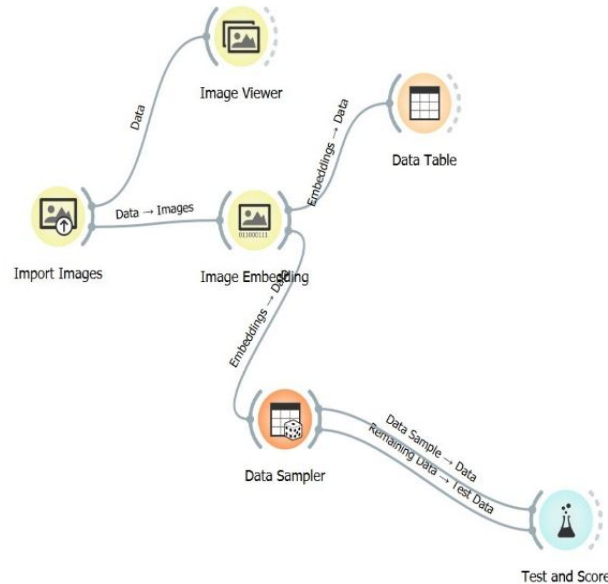 Image Viewer
Data
Embeddings → Data
Data Table
Data → Images
011000111
Import Images
Image Embedding
Embeddings → Data
Data Sampler
Data Sample → Data
Remaining Data → Test Data
Test and Score